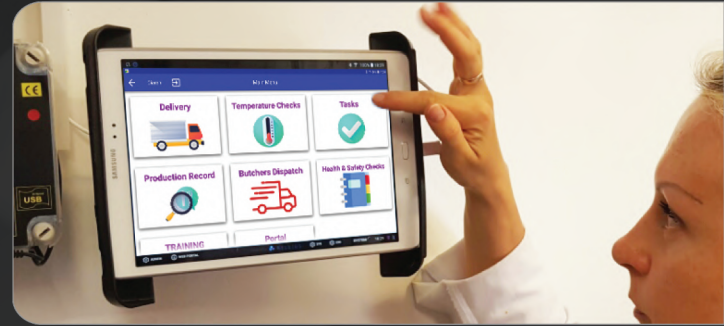 CE
USB
SAMSUNG
Main Menu
Delivery
Temperature Checks
Tasks
Production Record
Butchers Dispatch
Health & Safety Checks
TRAINING
Portal